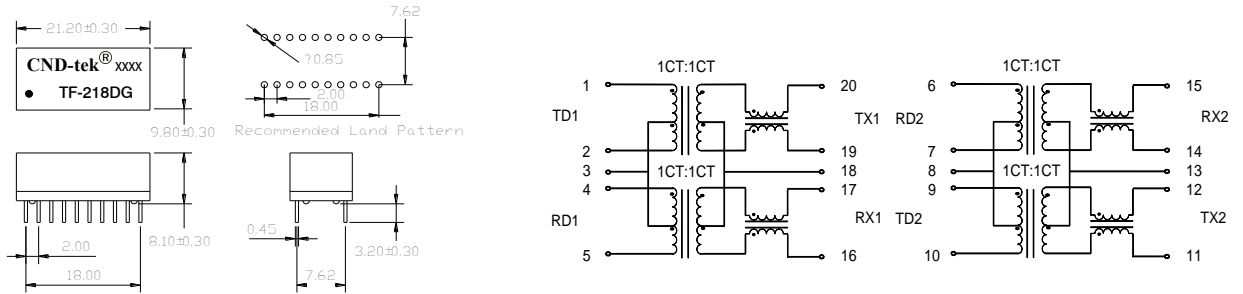 21.20±0.30
CND-tek® XXXX
TF-218DG
9.80±0.30
7.62
?0.85
2.00
18.00
Recommended Land Pattern
8.10±0.30
2.00
18.00
0.45
7.62
3.20±0.30
1CT:1CT
1
20
TD1
TX1
2
19
3
18
1CT:1CT
4
17
RD1
RX1
5
16
1CT:1CT
6
15
RD2
RX2
7
14
8
13
1CT:1CT
9
12
TD2
TX2
10
11